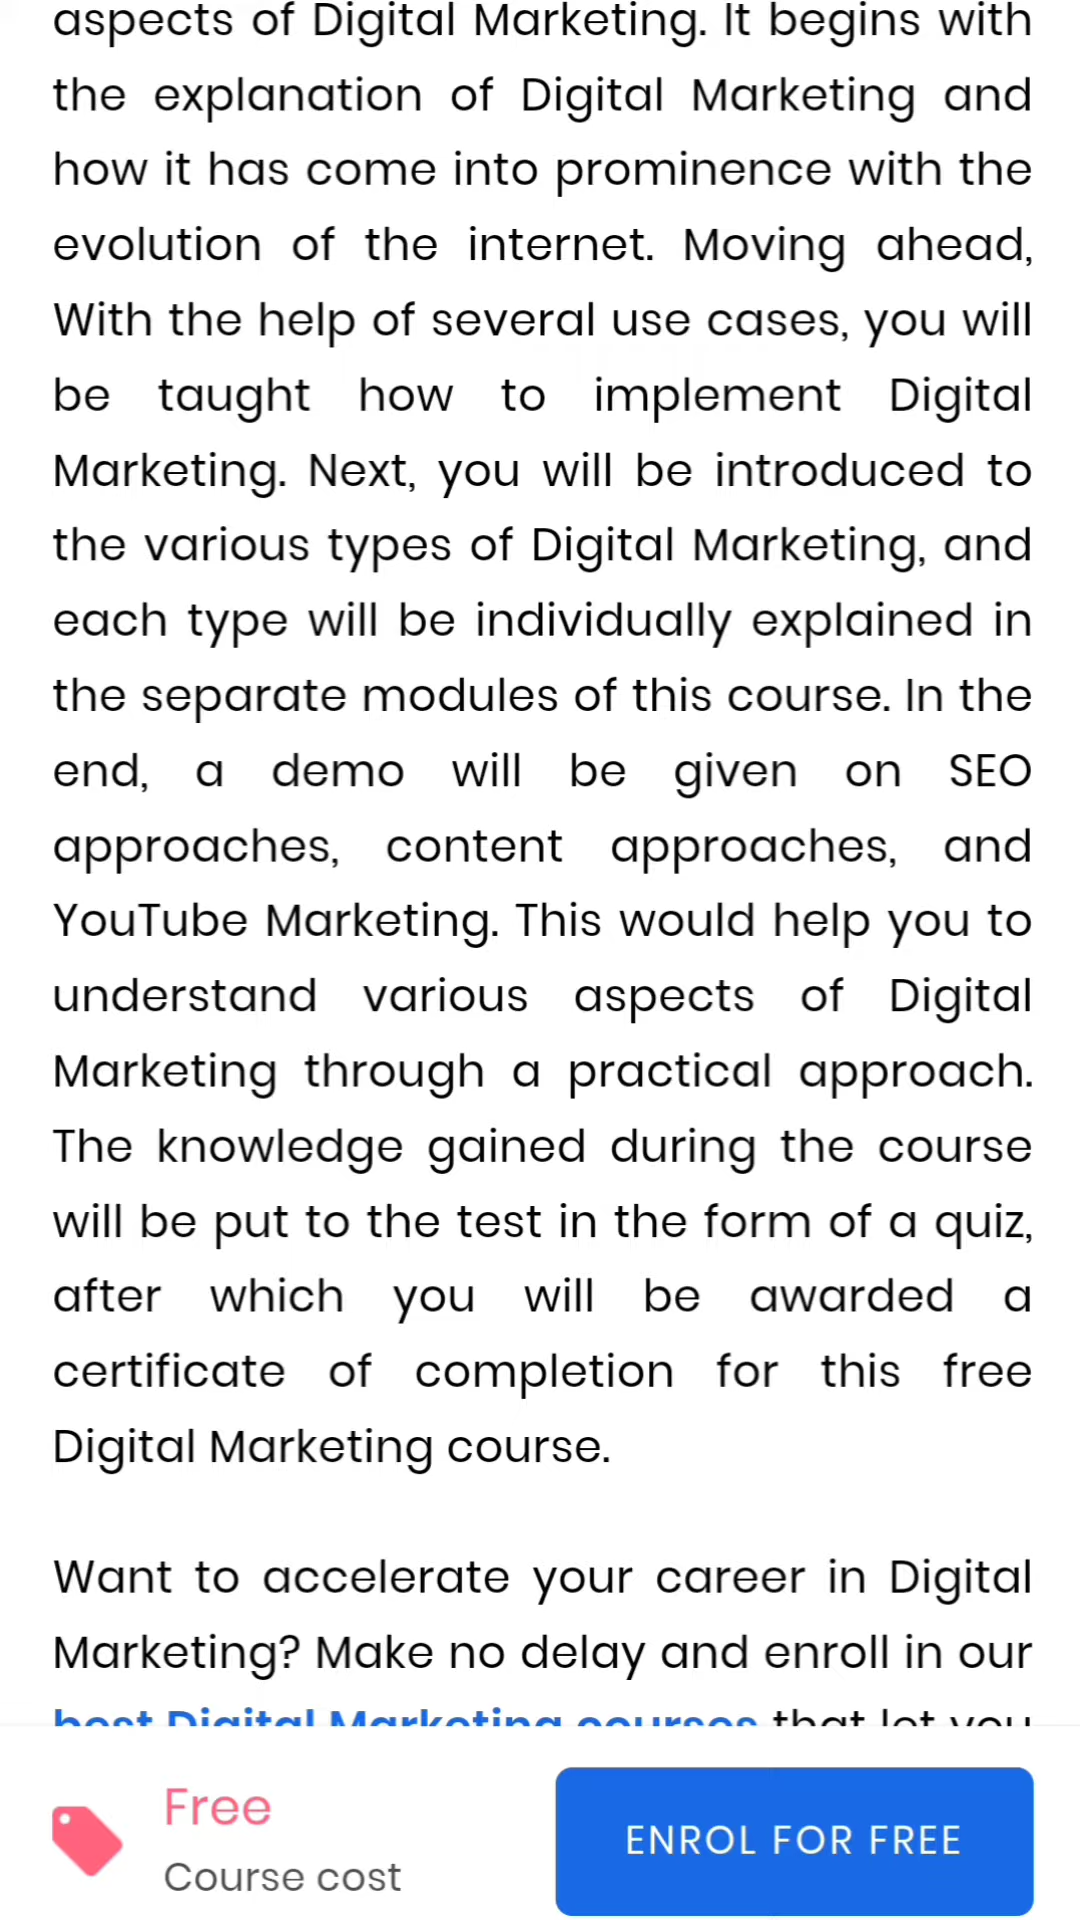 aspects of Digital Marketing. It begins with
the explanation of Digital Marketing and
how it has come into prominence with the
evolution of the internet. Moving ahead,
With the help of several use cases, you will
be taught how to implement Digital
Marketing. Next, you will be introduced to
the various types of Digital Marketing, and
each type will be individually explained in
the separate modules of this course. In the
end, a demo will be given on SEO
approaches, content approaches, and
YouTube Marketing. This would help you to
understand various aspects of Digital
Marketing through a practical approach.
The knowledge gained during the course
will be put to the test in the form of a quiz,
after which you will be awarded a
certificate of completion for this free
Digital Marketing course.
Want to accelerate your career in Digital
Marketing? Make no delay and enroll in our
best Digital Marketing courses that let you
Free
Course cost
ENROL FOR FREE